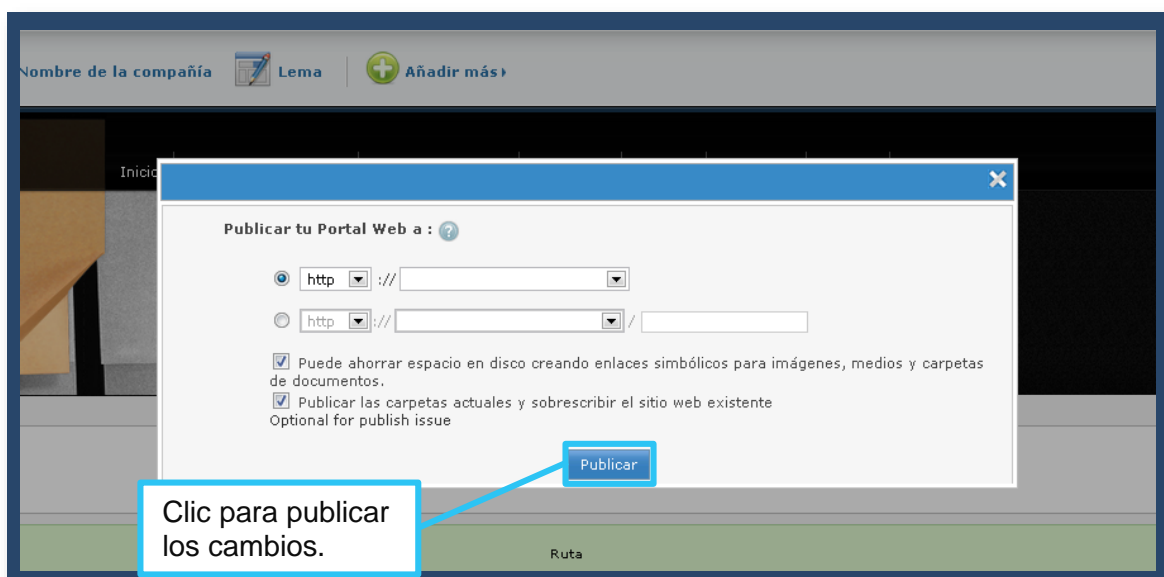 Nombre de la compañía Lema Añadir más
Inicio
Publicar tu Portal Web a :
http ://
http :// /
Puede ahorrar espacio en disco creando enlaces simbólicos para imágenes, medios y carpetas
de documentos.
Publicar las carpetas actuales y sobrescribir el sitio web existente
Optional for publish issue
Publicar
Clic para publicar
los cambios.
Ruta